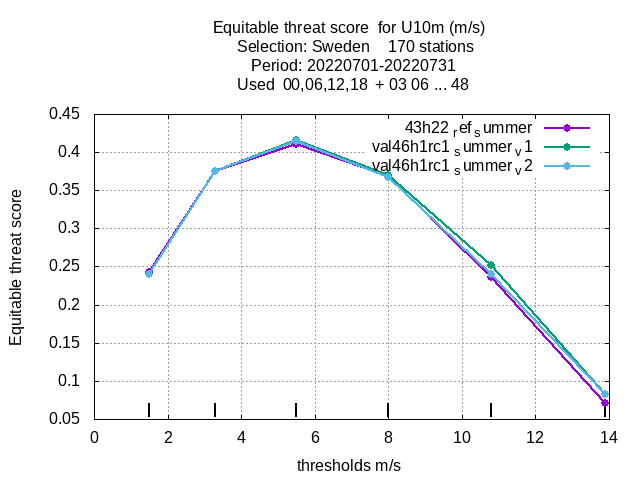 Equitable threat score for U10m (m/s)
Selection: Sweden 170 stations
Period: 20220701-20220731
Used 00,06,12,18 + 03 06 ... 48
0.45
0.4
0.35
0.3
0.25
0.2
0.15
0.1
0.05
Equitable threat score
43h22 ref summer
val46h1rc1 summer v1
val46h1rc1 summer v2
0 2 4 6 8 10 12 14
thresholds m/s